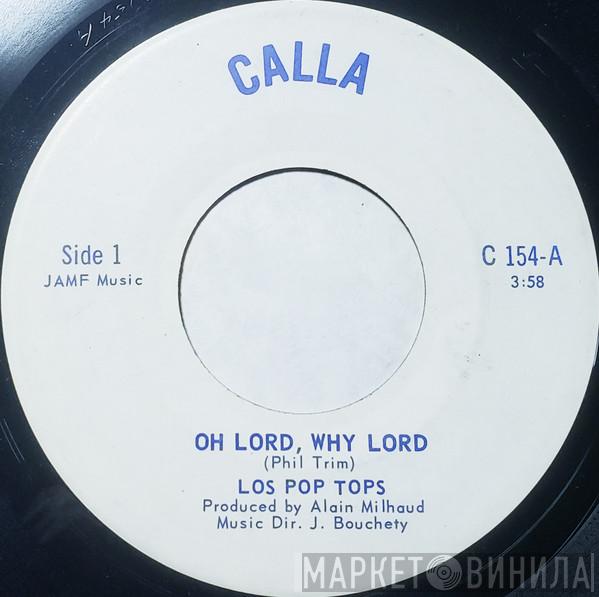 CALLA
Side 1
JAMF Music
C 154-A
3:58
OH LORD, WHY LORD
(Phil Trim)
LOS POP TOPS
Produced by Alain Milhaud
Music Dir. J. Bouchety
МАРКЕТ ВИНИЛА